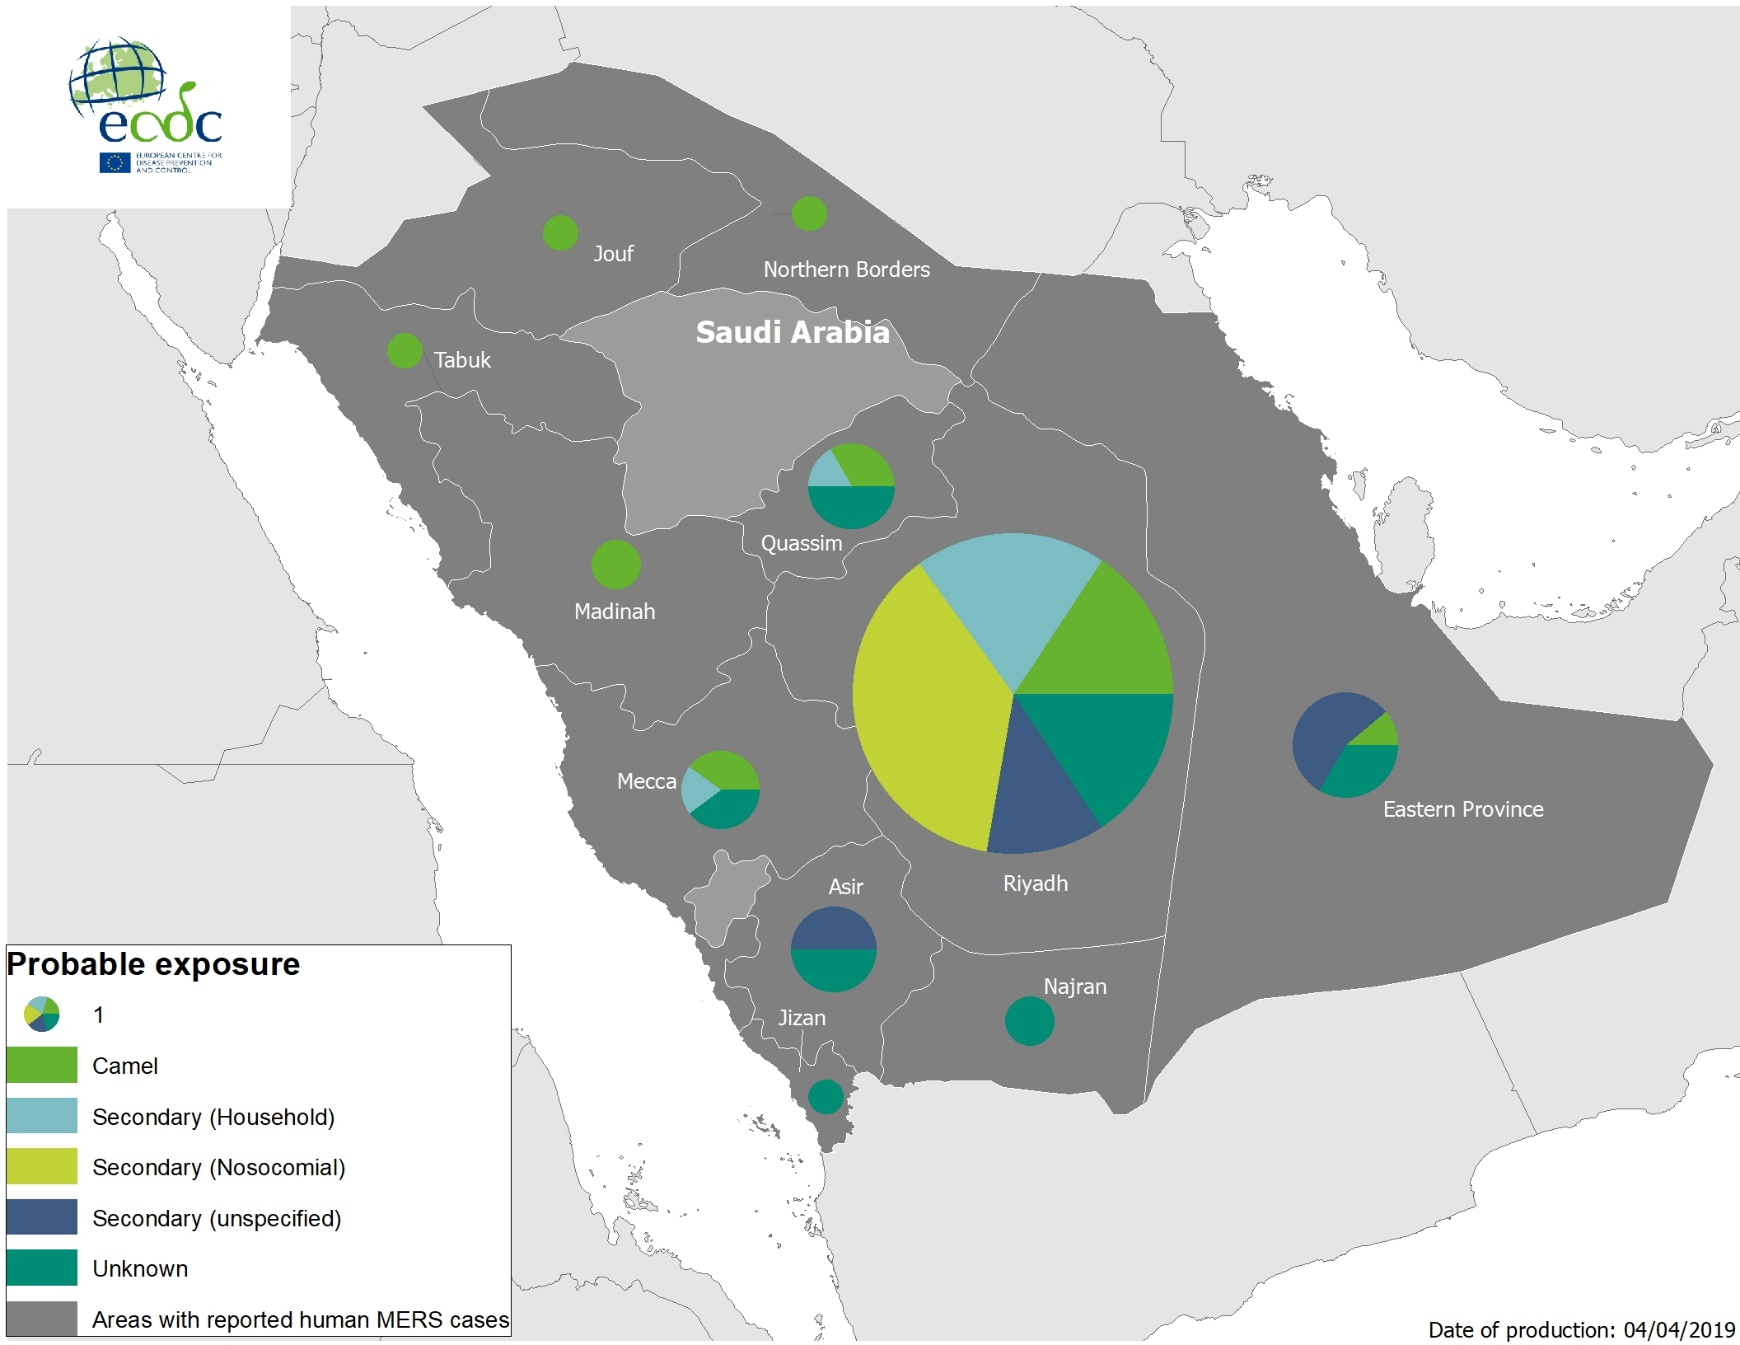 ecdc
EUROPEAN CENTRE FOR
DISEASE PREVENTION
AND CONTROL
Jouf
Northern Borders
Saudi Arabia
Tabuk
Quassim
Madinah
Mecca
Eastern Province
Riyadh
Asir
Najran
Jizan
Probable exposure
1
Camel
Secondary (Household)
Secondary (Nosocomial)
Secondary (unspecified)
Unknown
Areas with reported human MERS cases
Date of production: 04/04/2019